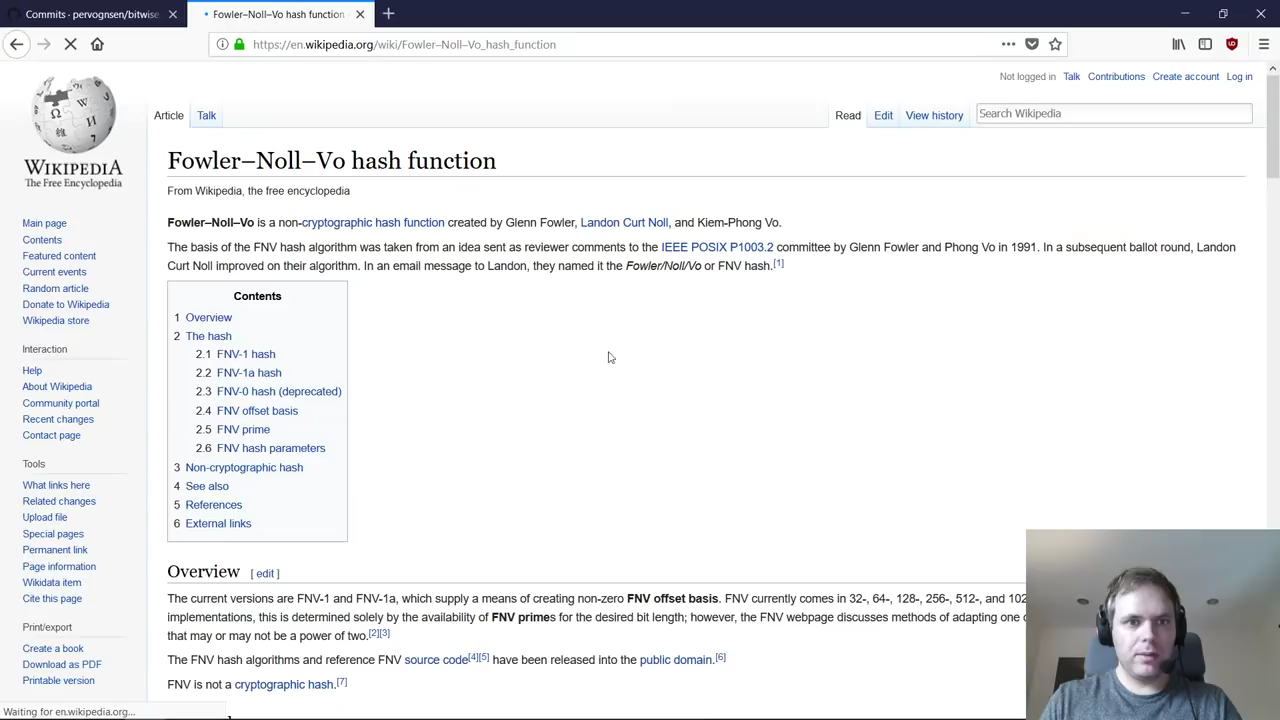 Commits · pervognsen/bitwise
Fowler–Noll–Vo hash function
https://en.wikipedia.org/wiki/Fowler–Noll–Vo_hash_function
Not logged in Talk Contributions Create account Log in
Article Talk
Read Edit View history
Search Wikipedia
WIKIPEDIA
The Free Encyclopedia
Main page
Contents
Featured content
Current events
Random article
Donate to Wikipedia
Wikipedia store
Interaction
Help
About Wikipedia
Community portal
Recent changes
Contact page
Tools
What links here
Related changes
Upload file
Special pages
Permanent link
Page information
Wikidata item
Cite this page
Print/export
Create a book
Download as PDF
Printable version
Fowler–Noll–Vo hash function
From Wikipedia, the free encyclopedia
Fowler–Noll–Vo is a non-cryptographic hash function created by Glenn Fowler, Landon Curt Noll, and Kiem-Phong Vo.
The basis of the FNV hash algorithm was taken from an idea sent as reviewer comments to the IEEE POSIX P1003.2 committee by Glenn Fowler and Phong Vo in 1991. In a subsequent ballot round, Landon
Curt Noll improved on their algorithm. In an email message to Landon, they named it the Fowler/Noll/Vo or FNV hash.[1]
Contents
1 Overview
2 The hash
2.1 FNV-1 hash
2.2 FNV-1a hash
2.3 FNV-0 hash (deprecated)
2.4 FNV offset basis
2.5 FNV prime
2.6 FNV hash parameters
3 Non-cryptographic hash
4 See also
5 References
6 External links
Overview [ edit ]
The current versions are FNV-1 and FNV-1a, which supply a means of creating non-zero FNV offset basis. FNV currently comes in 32-, 64-, 128-, 256-, 512-, and 102
implementations, this is determined solely by the availability of FNV primes for the desired bit length; however, the FNV webpage discusses methods of adapting one
that may or may not be a power of two.[2][3]
The FNV hash algorithms and reference FNV source code[4][5] have been released into the public domain.[6]
FNV is not a cryptographic hash.[7]
Waiting for en.wikipedia.org...